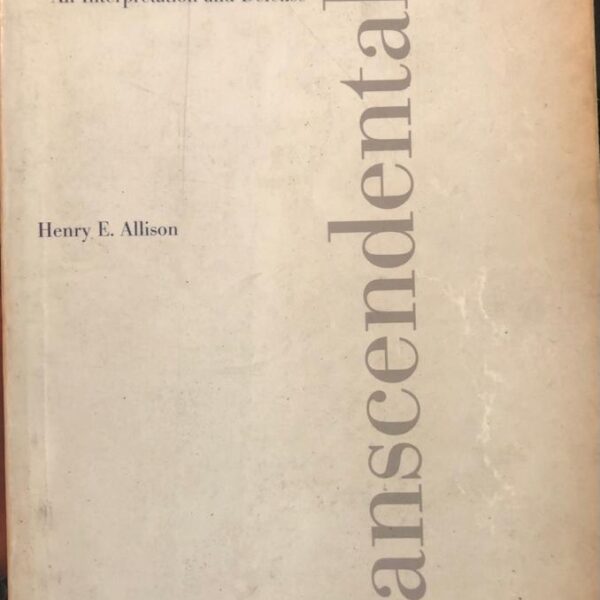 An Interpretation and Defense
Henry E. Allison
anscendental